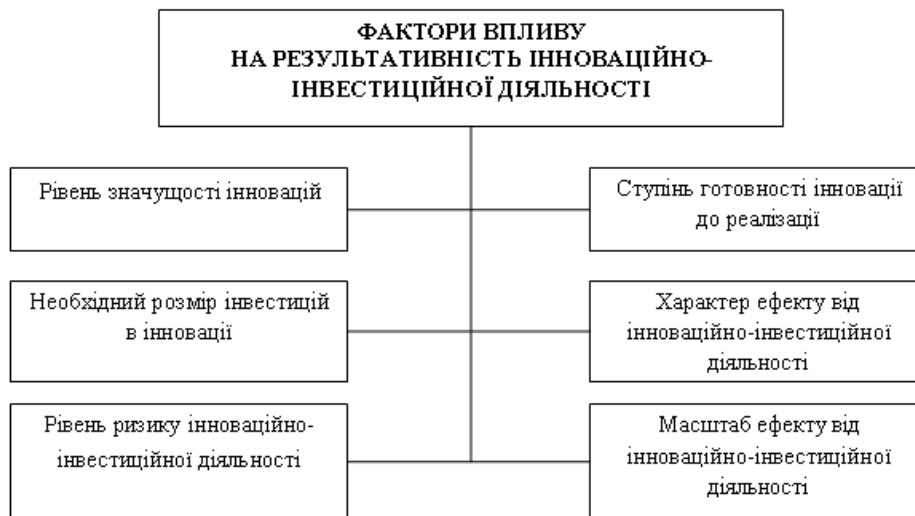 ФАКТОРИ ВПЛИВУ
НА РЕЗУЛЬТАТИВНІСТЬ ІННОВАЦІЙНО-
ІНВЕСТИЦІЙНОЇ ДІЯЛЬНОСТІ
Рівень значущості інновацій
Ступінь готовності інновації
до реалізації
Необхідний розмір інвестицій
в інновації
Характер ефекту від
інноваційно-інвестиційної
діяльності
Рівень ризику інноваційно-
інвестиційної діяльності
Масштаб ефекту від
інноваційно-інвестиційної
діяльності